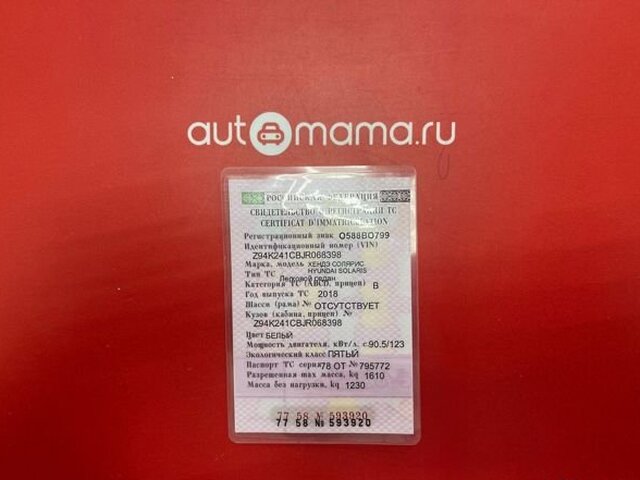 automama.ru
РОССИЙСКАЯ ФЕДЕРАЦИЯ
СВИДЕТЕЛЬСТВО О РЕГИСТРАЦИИ ТС
CERTIFICAT D'IMMATRICULATION
Регистрационный знак О588ВО799
Идентификационный номер (VIN)
Z94K241CBJR068398
Марка, модель ХЕНДЭ СОЛЯРИС
HYUNDAI SOLARIS
Тип ТС Легковой седан
Категория ТС (ABCD, прицеп) В
Год выпуска ТС 2018
Шасси (рама) № ОТСУТСТВУЕТ
Кузов (кабина, прицеп) №
Z94K241CBJR068398
Цвет БЕЛЫЙ
Мощность двигателя, кВт/л. с. 90.5/123
Экологический класс ПЯТЫЙ
Паспорт ТС серия 78 ОТ № 795772
Разрешенная max масса, kg 1610
Масса без нагрузки, kg 1230
77 58 № 593920
77 58 № 593920